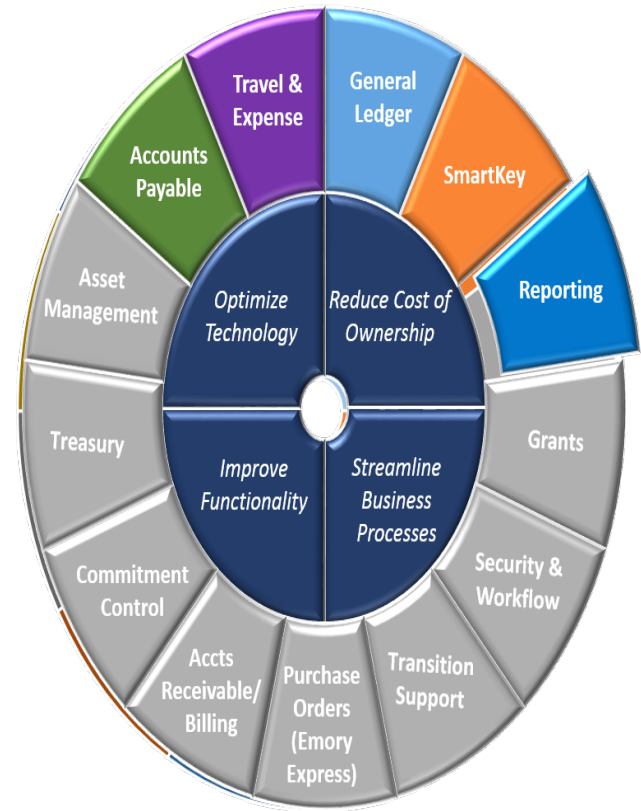 General
Ledger
SmartKey
Reporting
Grants
Security &
Workflow
Transition
Support
Purchase
Orders
(Emory
Express)
Accts
Receivable/
Billing
Commitment
Control
Treasury
Asset
Management
Accounts
Payable
Travel &
Expense
Optimize
Technology
Reduce Cost of
Ownership
Improve
Functionality
Streamline
Business
Processes